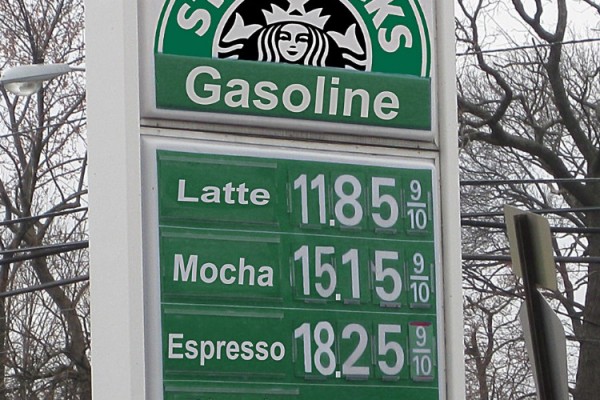 Gasoline
Latte 11.85 9/10
Mocha 15.15 9/10
Espresso 18.25 9/10